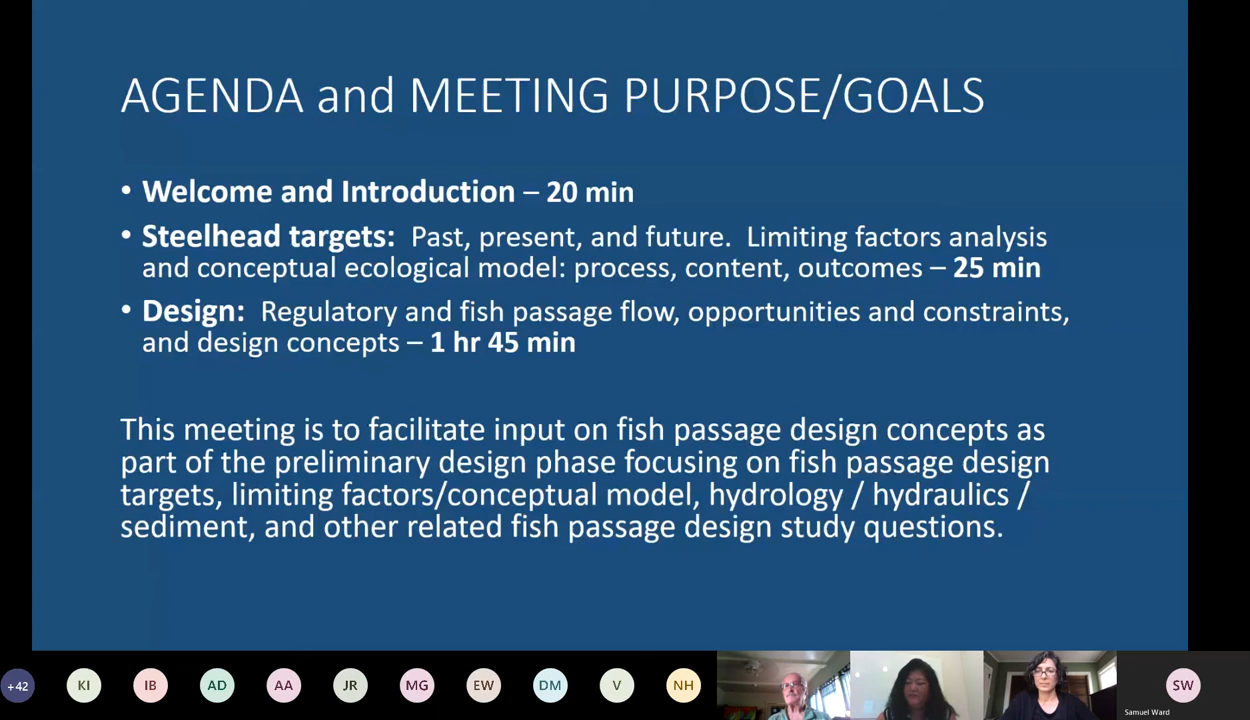 AGENDA and MEETING PURPOSE/GOALS
• Welcome and Introduction – 20 min
• Steelhead targets: Past, present, and future. Limiting factors analysis
and conceptual ecological model: process, content, outcomes – 25 min
• Design: Regulatory and fish passage flow, opportunities and constraints,
and design concepts – 1 hr 45 min
This meeting is to facilitate input on fish passage design concepts as
part of the preliminary design phase focusing on fish passage design
targets, limiting factors/conceptual model, hydrology / hydraulics /
sediment, and other related fish passage design study questions.
+42 KI IB AD AA JR MG EW DM V NH SW
Samuel Ward